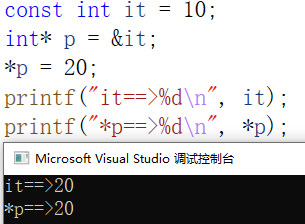 const int it = 10;
int* p = &it;
*p = 20;
printf("it==>%d\n", it);
printf("*p==>%d\n", *p);
Microsoft Visual Studio 调试控制台
it==>20
*p==>20